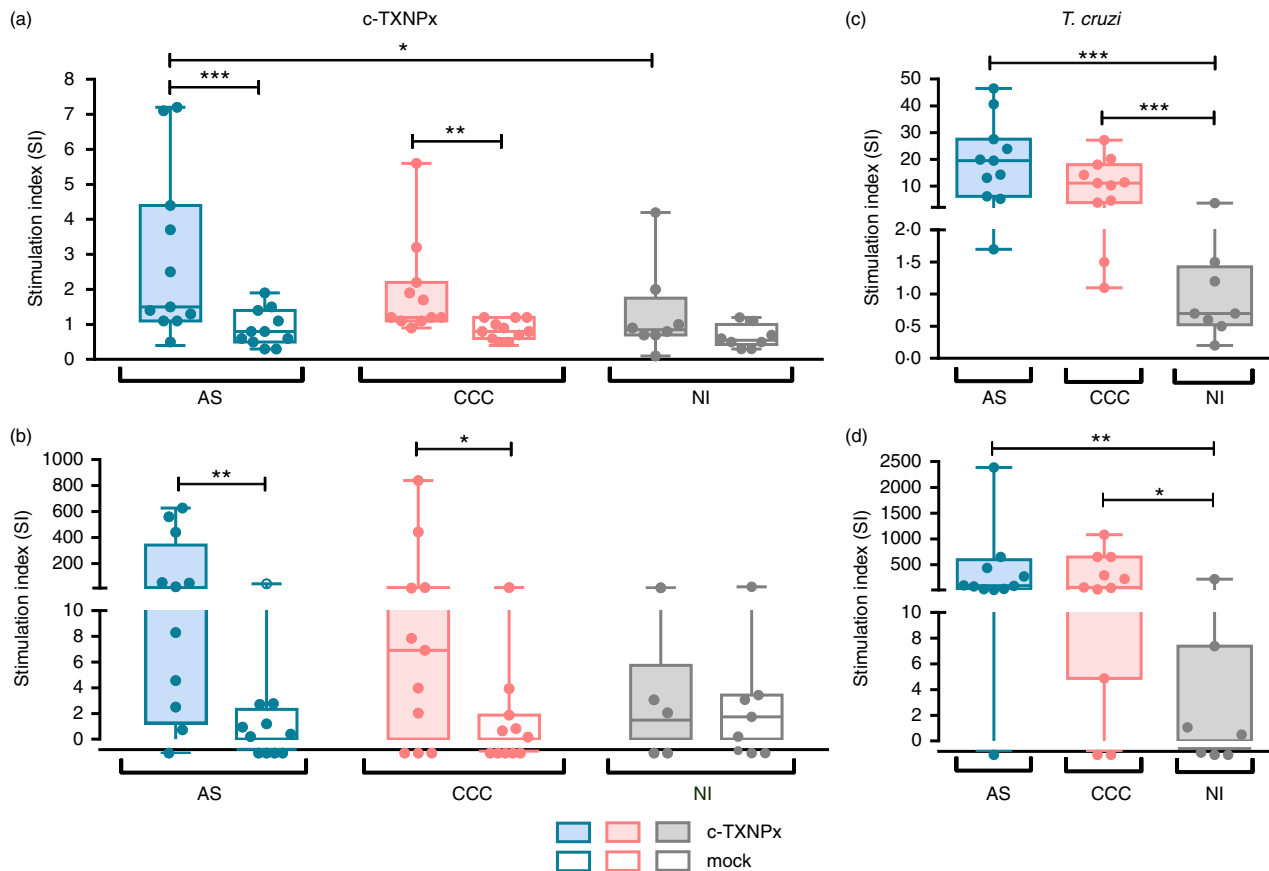 (a)
c-TXNPx
*
***
**
Stimulation index (SI)
8
7
6
5
4
3
2
1
0
AS
CCC
NI
(c)
T. cruzi
***
***
Stimulation index (SI)
50
40
30
20
10
2·0
1·5
1·0
0·5
0·0
AS
CCC
NI
(b)
**
*
Stimulation index (SI)
1000
800
600
400
200
10
8
6
4
2
0
AS
CCC
NI
(d)
**
*
Stimulation index (SI)
2500
2000
1500
1000
500
10
8
6
4
2
0
AS
CCC
NI
c-TXNPx
mock